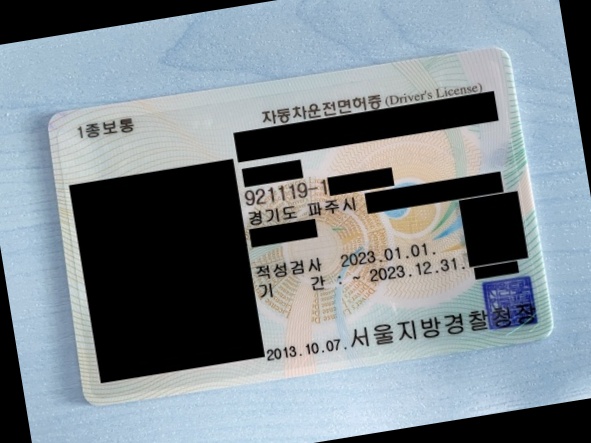 1종보통
자동차운전면허증 (Driver's License)
921119-1
경기도 파주시
적성검사 2023.01.01.
기 간 : ~ 2023.12.31.
2013.10.07. 서울지방경찰청장